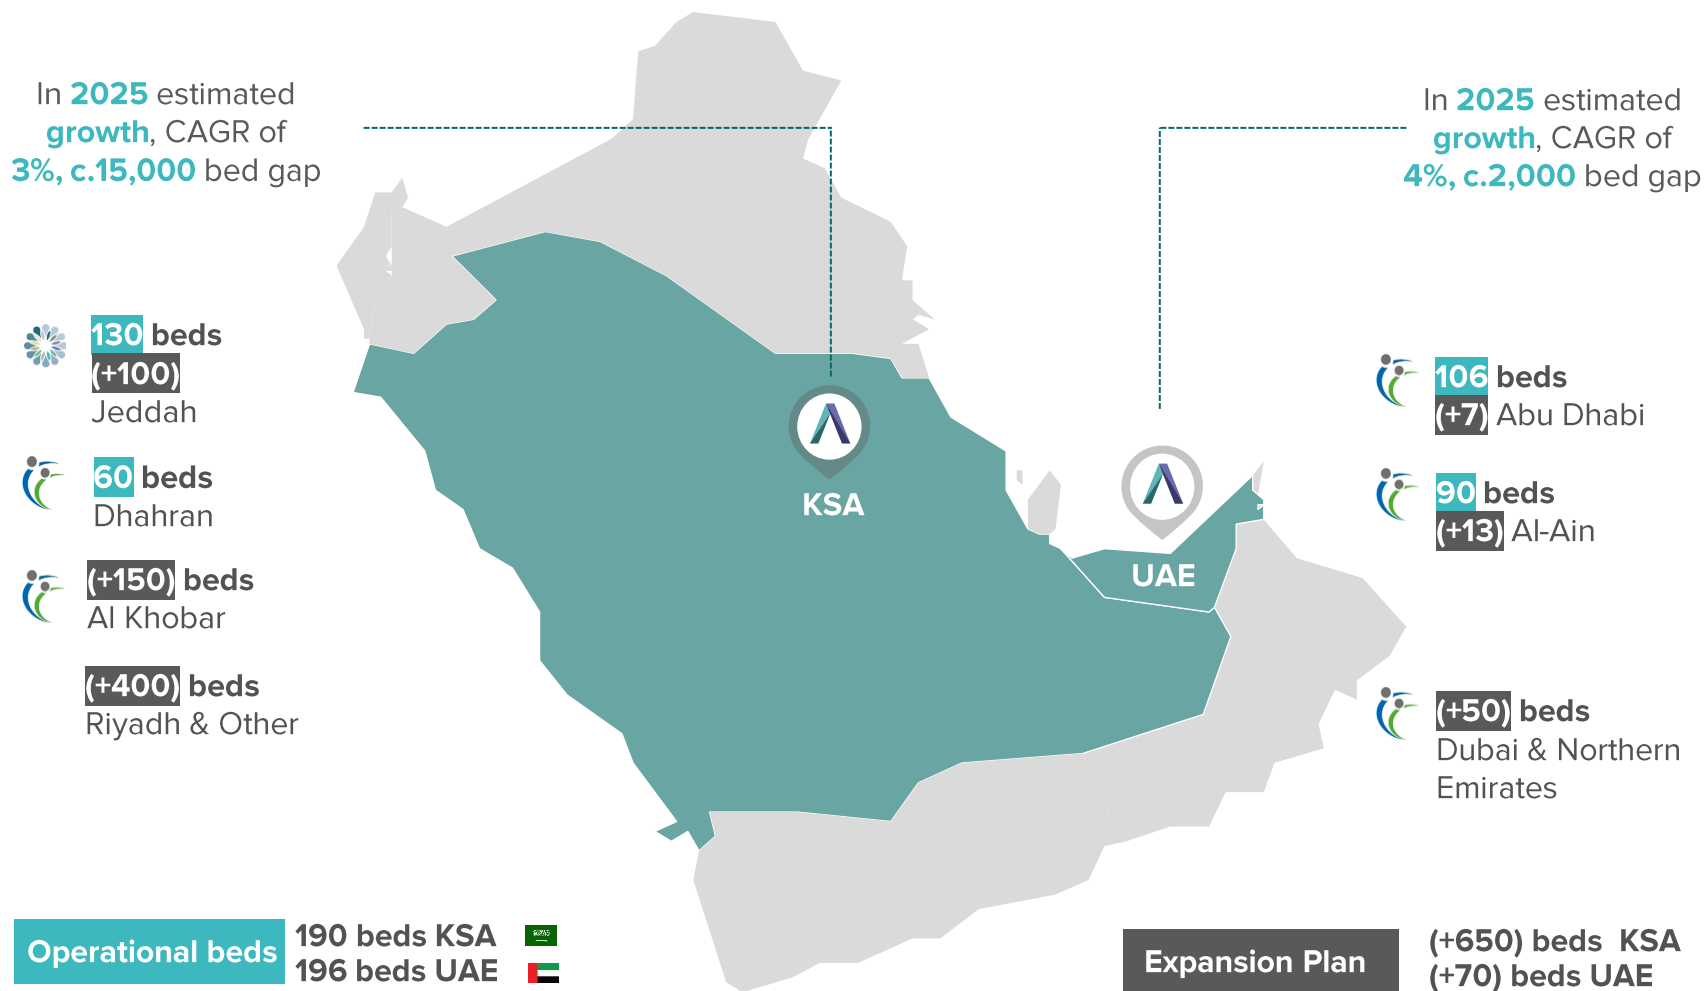 In 2025 estimated
growth, CAGR of
3%, c.15,000 bed gap
In 2025 estimated
growth, CAGR of
4%, c.2,000 bed gap
130 beds
(+100)
Jeddah
60 beds
Dhahran
(+150) beds
Al Khobar
(+400) beds
Riyadh & Other
KSA
UAE
106 beds
(+7) Abu Dhabi
90 beds
(+13) Al-Ain
(+50) beds
Dubai & Northern
Emirates
Operational beds
190 beds KSA
196 beds UAE
Expansion Plan
(+650) beds KSA
(+70) beds UAE